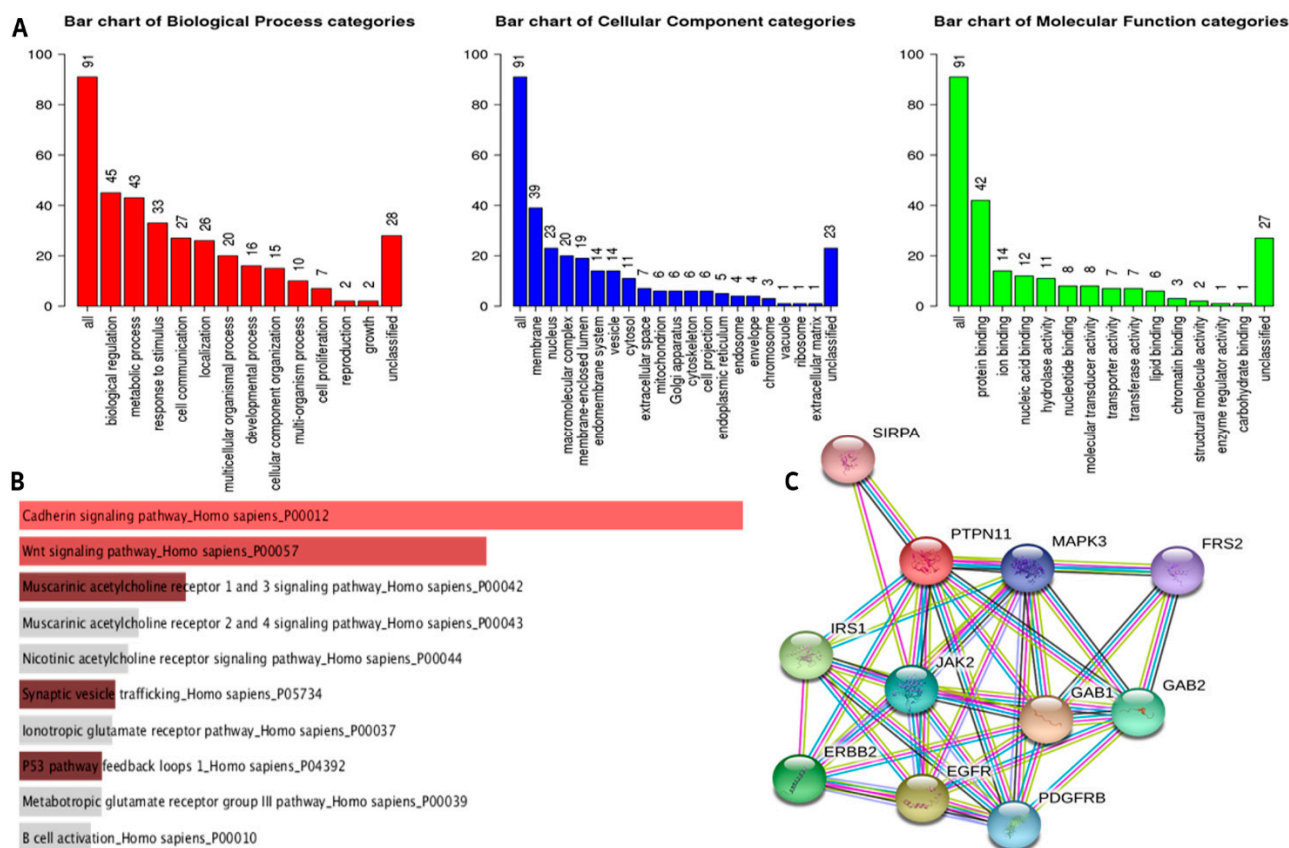 A
Bar chart of Biological Process categories
100
80
60
40
20
0
91
45
43
33
27
26
20
16
15
10
7
2
2
28
all
biological regulation
metabolic process
response to stimulus
cell communication
localization
multicellular organismal process
developmental process
cellular component organization
multi-organism process
cell proliferation
reproduction
growth
unclassified
Bar chart of Cellular Component categories
100
80
60
40
20
0
91
39
23
20
19
14
14
11
7
6
6
6
6
5
4
4
3
1
1
1
23
all
membrane
nucleus
macromolecular complex
membrane-enclosed lumen
endomembrane system
vesicle
cytosol
extracellular space
mitochondrion
Golgi apparatus
cytoskeleton
cell projection
endoplasmic reticulum
endosome
envelope
chromosome
vacuole
ribosome
extracellular matrix
unclassified
Bar chart of Molecular Function categories
100
80
60
40
20
0
91
42
14
12
11
8
8
7
7
6
3
2
1
1
27
all
protein binding
ion binding
nucleic acid binding
hydrolase activity
nucleotide binding
molecular transducer activity
transporter activity
transferase activity
lipid binding
chromatin binding
structural molecule activity
enzyme regulator activity
carbohydrate binding
unclassified
B
Cadherin signaling pathway_Homo sapiens_P00012
Wnt signaling pathway_Homo sapiens_P00057
Muscarinic acetylcholine receptor 1 and 3 signaling pathway_Homo sapiens_P00042
Muscarinic acetylcholine receptor 2 and 4 signaling pathway_Homo sapiens_P00043
Nicotinic acetylcholine receptor signaling pathway_Homo sapiens_P00044
Synaptic vesicle trafficking_Homo sapiens_P05734
Ionotropic glutamate receptor pathway_Homo sapiens_P00037
P53 pathway feedback loops 1_Homo sapiens_P04392
Metabotropic glutamate receptor group III pathway_Homo sapiens_P00039
B cell activation_Homo sapiens_P00010
C
SIRPA
PTPN11
MAPK3
FRS2
IRS1
JAK2
GAB1
GAB2
ERBB2
EGFR
PDGFRB